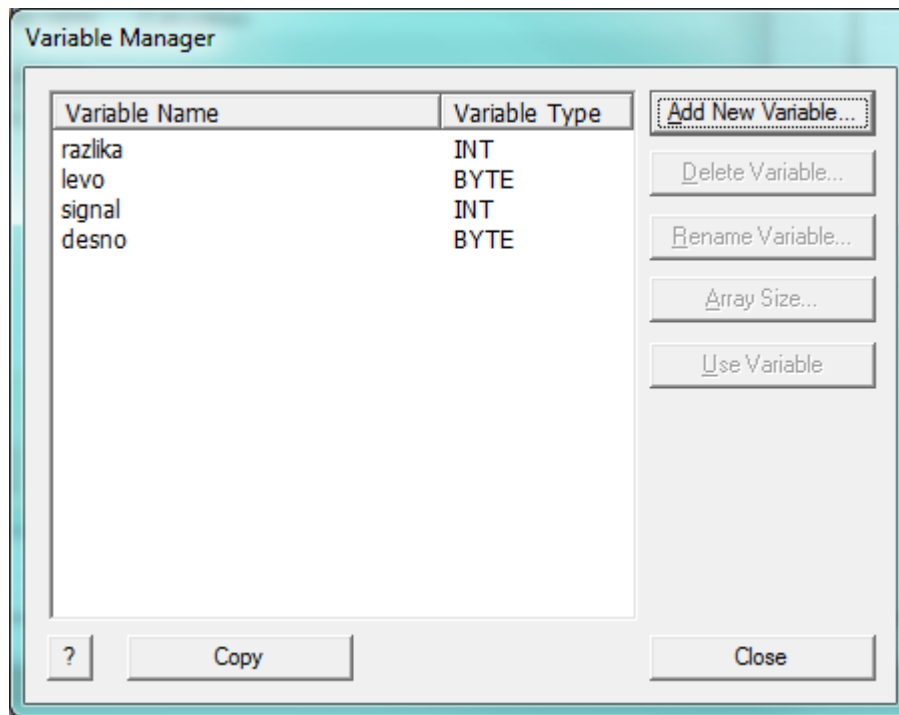 Variable Manager
Variable Name Variable Type
razlika INT
levo BYTE
signal INT
desno BYTE
Add New Variable...
Delete Variable...
Rename Variable...
Array Size...
Use Variable
? Copy Close